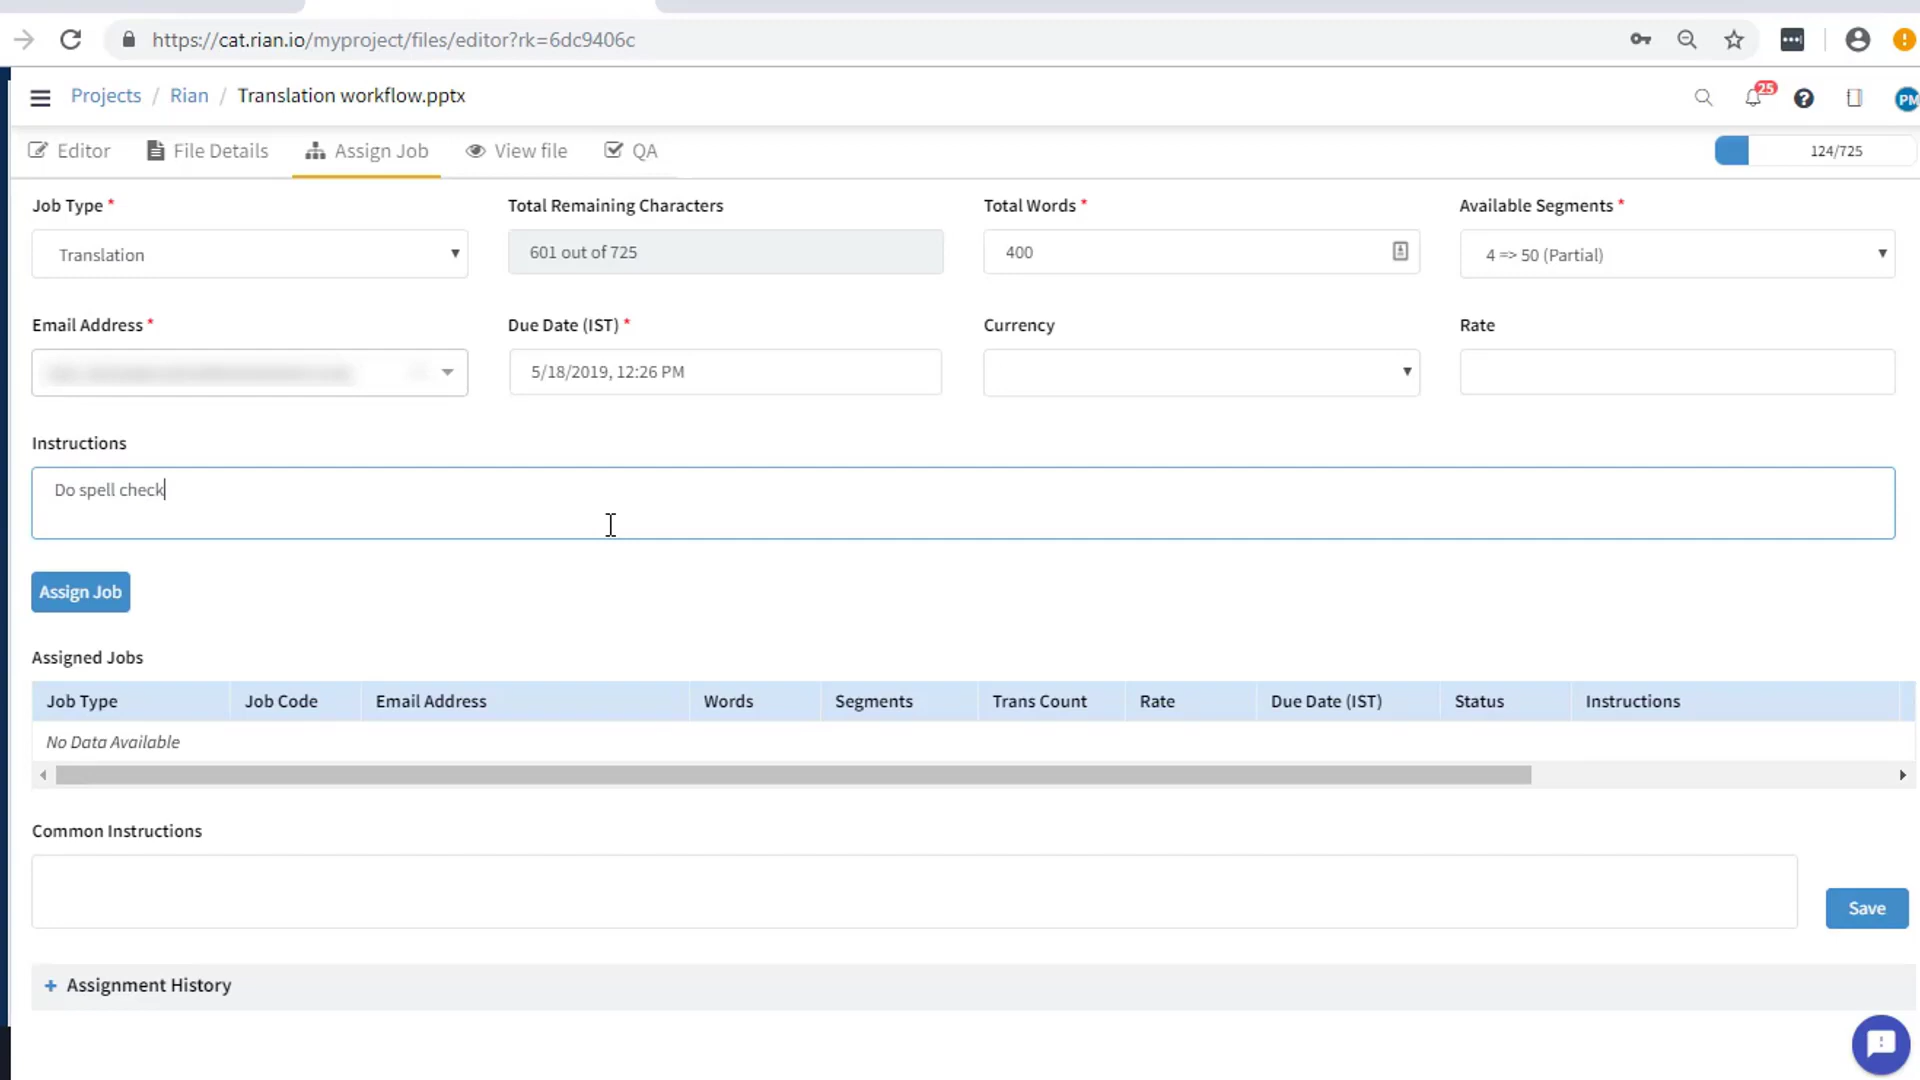 https://cat.rian.io/myproject/files/editor?rk=6dc9406c
Projects / Rian / Translation workflow.pptx
25
PM
Editor File Details Assign Job View file QA
124/725
Job Type * Total Remaining Characters Total Words * Available Segments *
Translation 601 out of 725 400 4 => 50 (Partial)
Email Address * Due Date (IST) * Currency Rate
5/18/2019, 12:26 PM
Instructions
Do spell check
Assign Job
Assigned Jobs
Job Type Job Code Email Address Words Segments Trans Count Rate Due Date (IST) Status Instructions
No Data Available
Common Instructions
Save
+ Assignment History